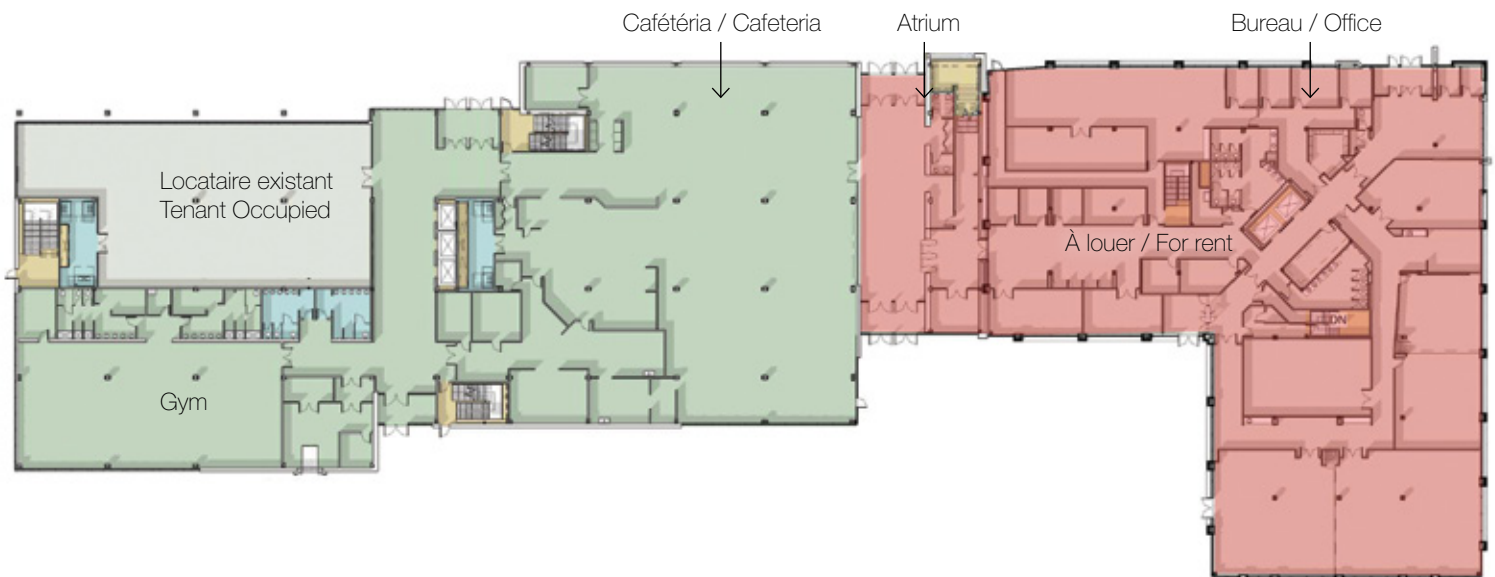 Cafétéria / Cafeteria
Atrium
Bureau / Office
Locataire existant
Tenant Occupied
À louer / For rent
DN
Gym